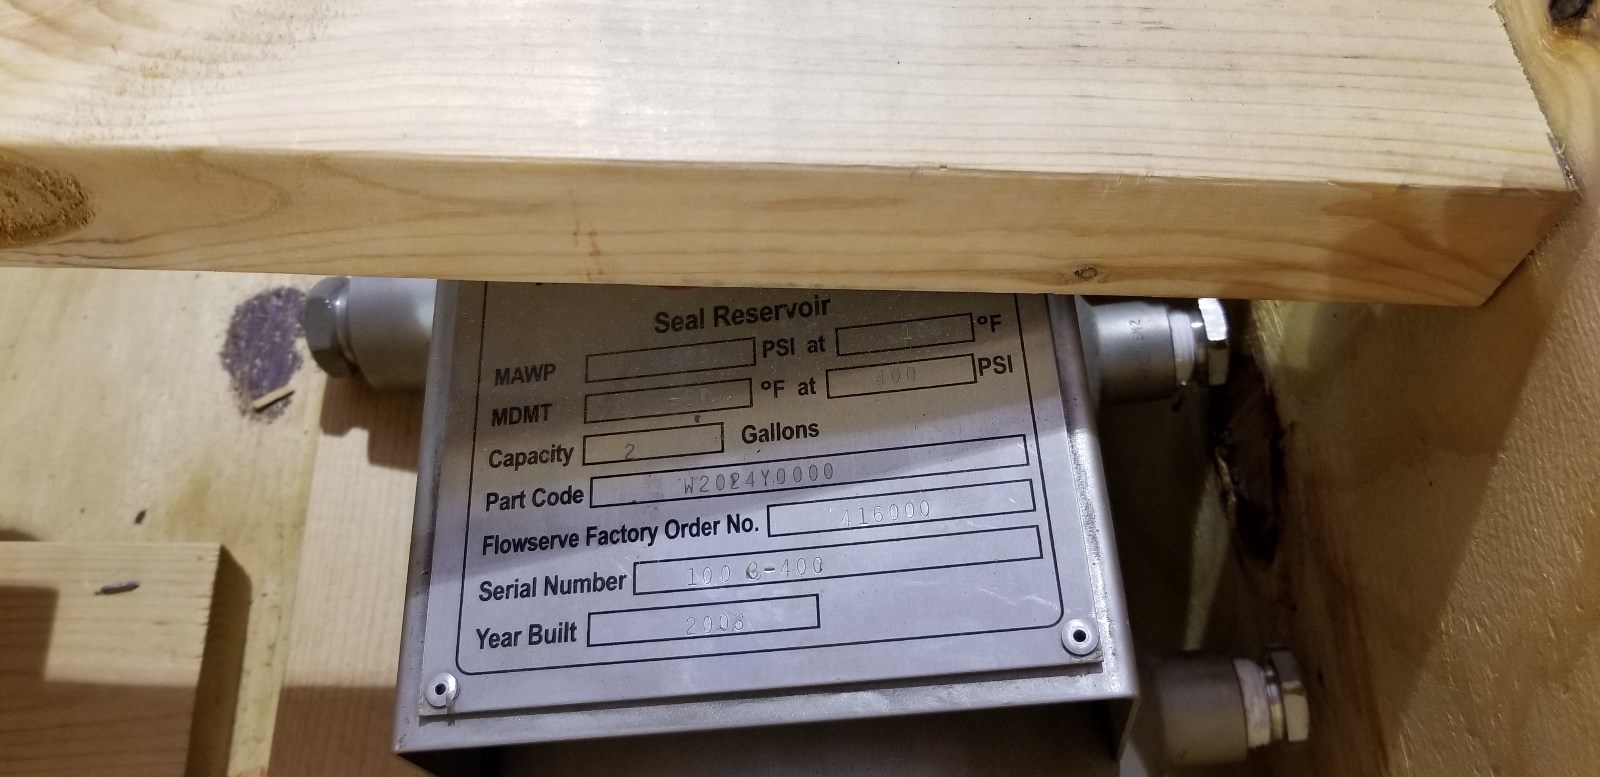 Seal Reservoir
MAWP PSI at °F
MDMT °F at 400 PSI
Capacity 2 Gallons
Part Code W2024Y0000
Flowserve Factory Order No. 416000
Serial Number
Year Built